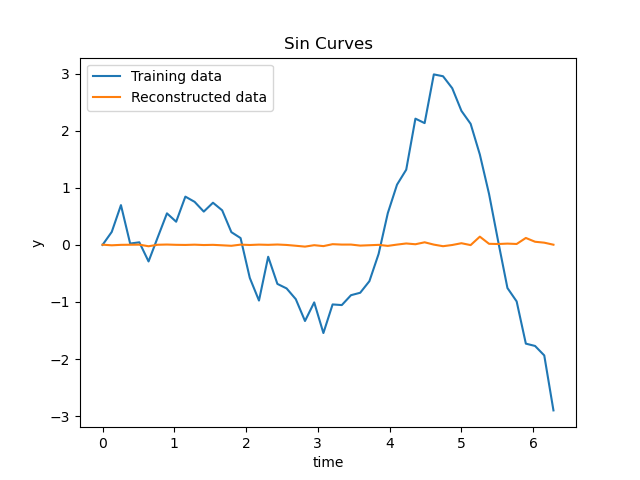 Sin Curves
Training data
Reconstructed data
3
2
1
0
−1
−2
−3
y
0 1 2 3 4 5 6
time